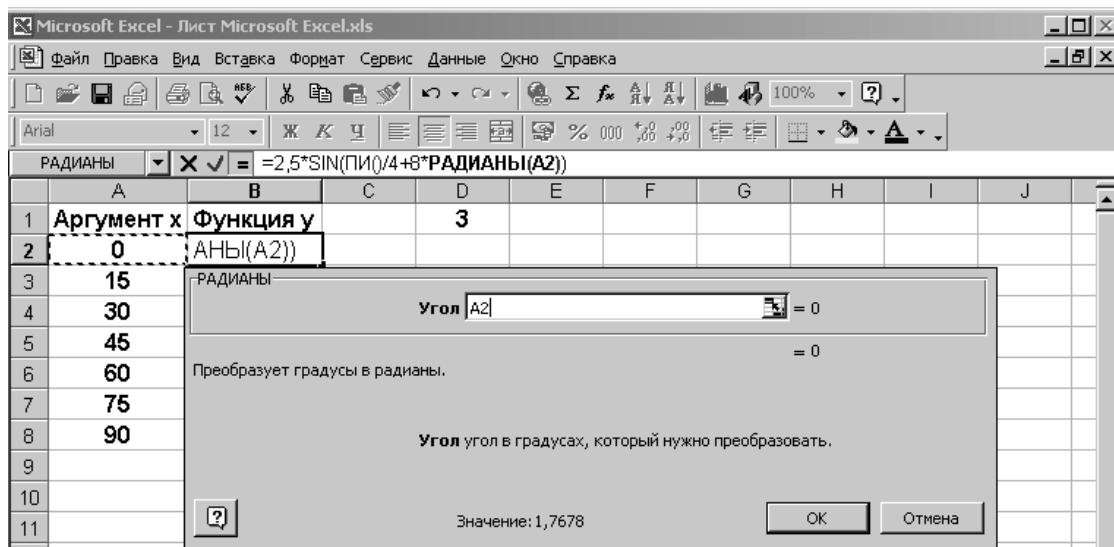 Microsoft Excel - Лист Microsoft Excel.xls
Файл Правка Вид Вставка Формат Сервис Данные Окно Справка
100%
Arial 12 Ж К Ч % 000
РАДИАНЫ = =2,5*SIN(ПИ()/4+8*РАДИАНЫ(A2))
A B C D E F G H I J
1 Аргумент х Функция у 3
2 0 АНЫ(A2))
3 15 РАДИАНЫ
4 30 Угол A2 = 0
5 45 = 0
6 60 Преобразует градусы в радианы.
7 75
8 90 Угол угол в градусах, который нужно преобразовать.
9
10
11 Значение:1,7678 OK Отмена